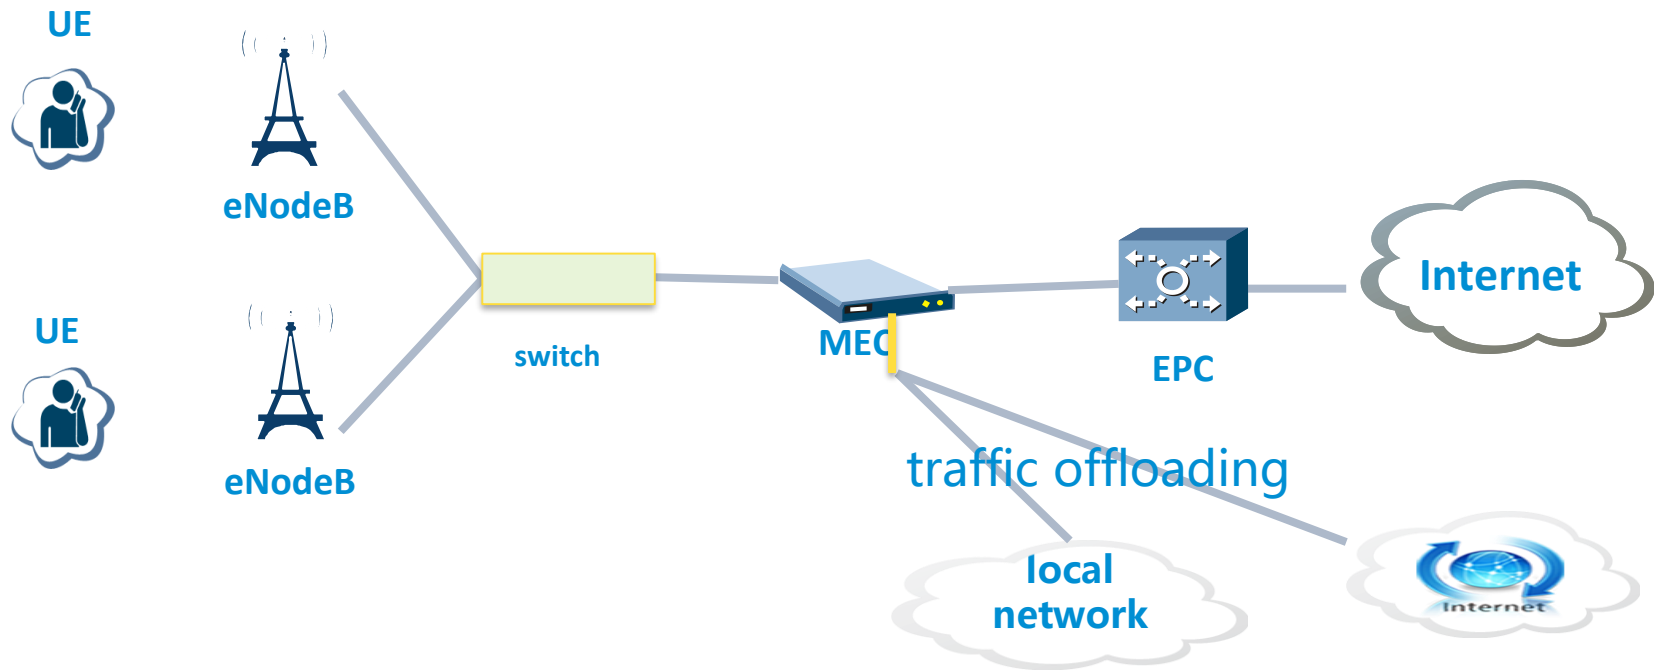 UE
eNodeB
UE
eNodeB
switch
MEC
EPC
Internet
traffic offloading
local
network
Internet